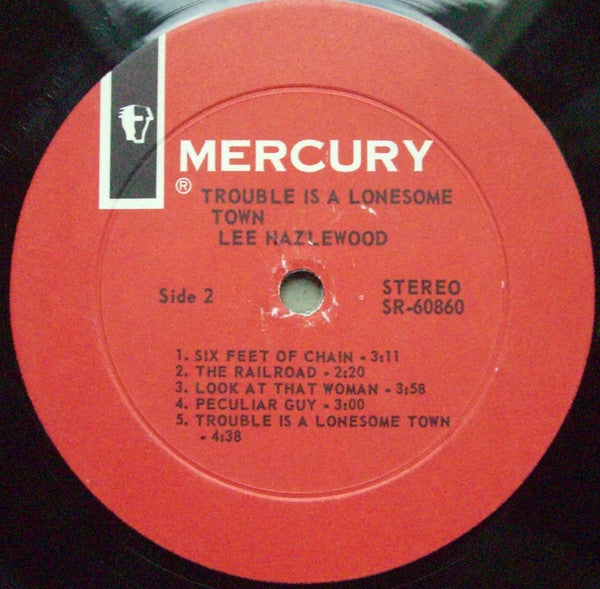 MERCURY
®
TROUBLE IS A LONESOME
TOWN
LEE HAZLEWOOD
Side 2
STEREO
SR-60860
1. SIX FEET OF CHAIN - 3:11
2. THE RAILROAD - 2:20
3. LOOK AT THAT WOMAN - 3:58
4. PECULIAR GUY - 3:00
5. TROUBLE IS A LONESOME TOWN
- 4:38